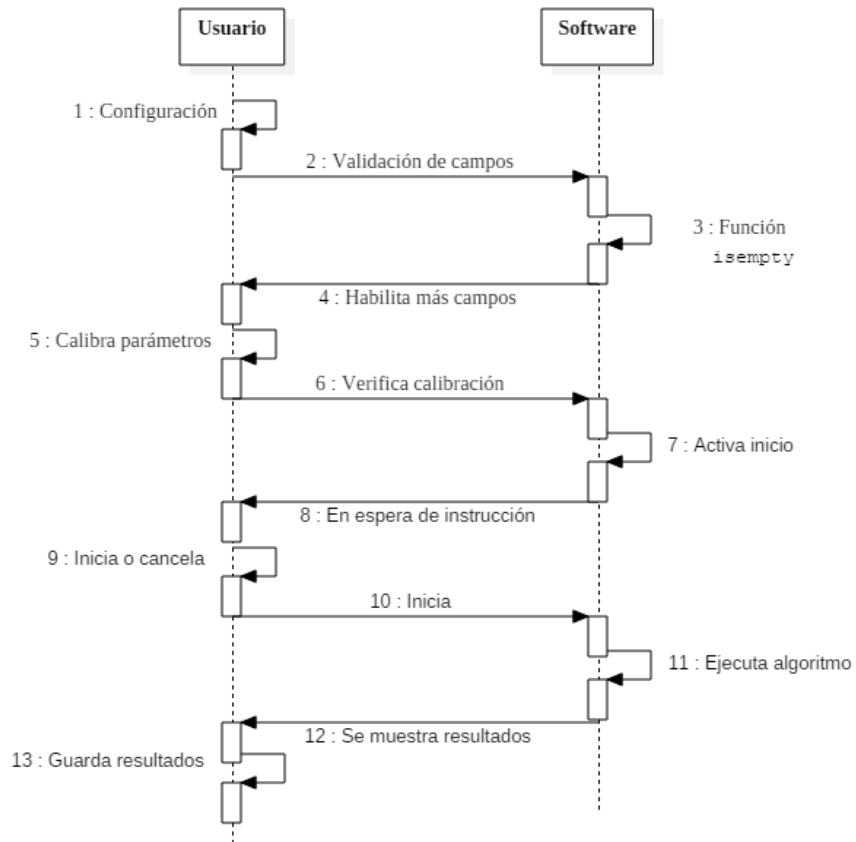 Usuario
Software
1 : Configuración
2 : Validación de campos
3 : Función
isempty
4 : Habilita más campos
5 : Calibra parámetros
6 : Verifica calibración
7 : Activa inicio
8 : En espera de instrucción
9 : Inicia o cancela
10 : Inicia
11 : Ejecuta algoritmo
12 : Se muestra resultados
13 : Guarda resultados